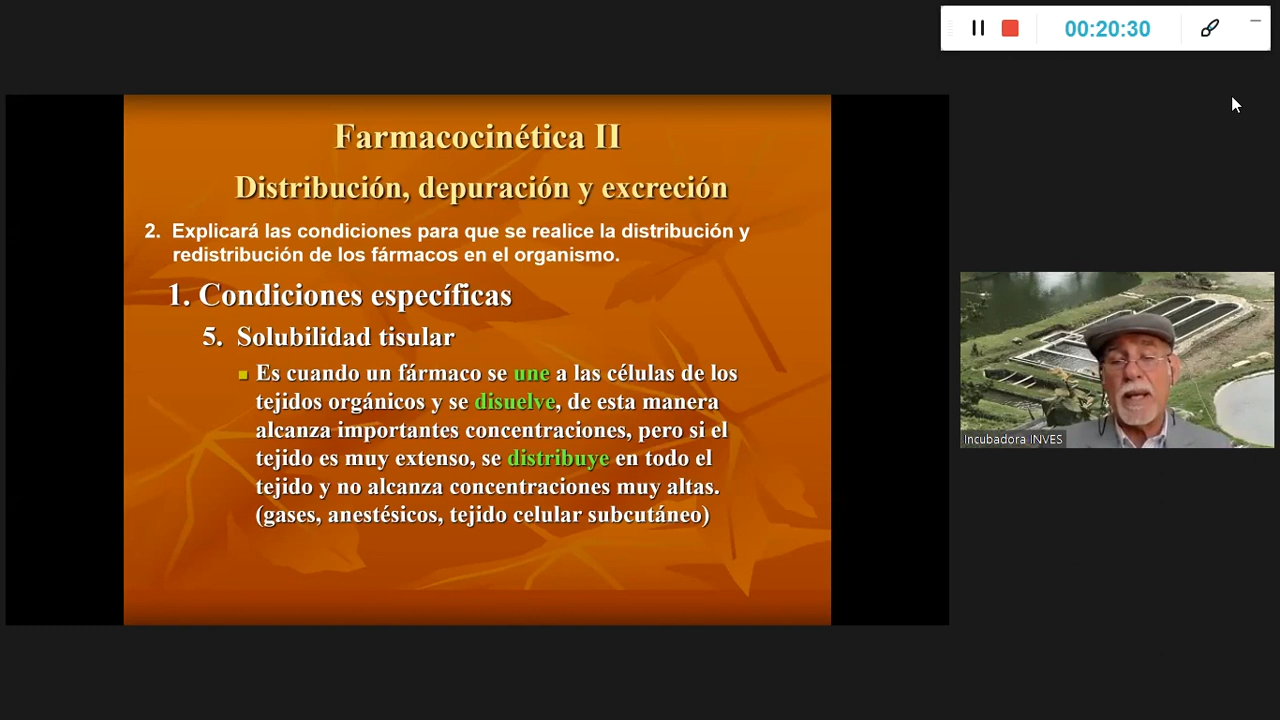 00:20:30
Farmacocinética II
Distribución, depuración y excreción
2. Explicará las condiciones para que se realice la distribución y
redistribución de los fármacos en el organismo.
1. Condiciones específicas
5. Solubilidad tisular
Es cuando un fármaco se une a las células de los
tejidos orgánicos y se disuelve, de esta manera
alcanza importantes concentraciones, pero si el
tejido es muy extenso, se distribuye en todo el
tejido y no alcanza concentraciones muy altas.
(gases, anestésicos, tejido celular subcutáneo)
Incubadora INVES